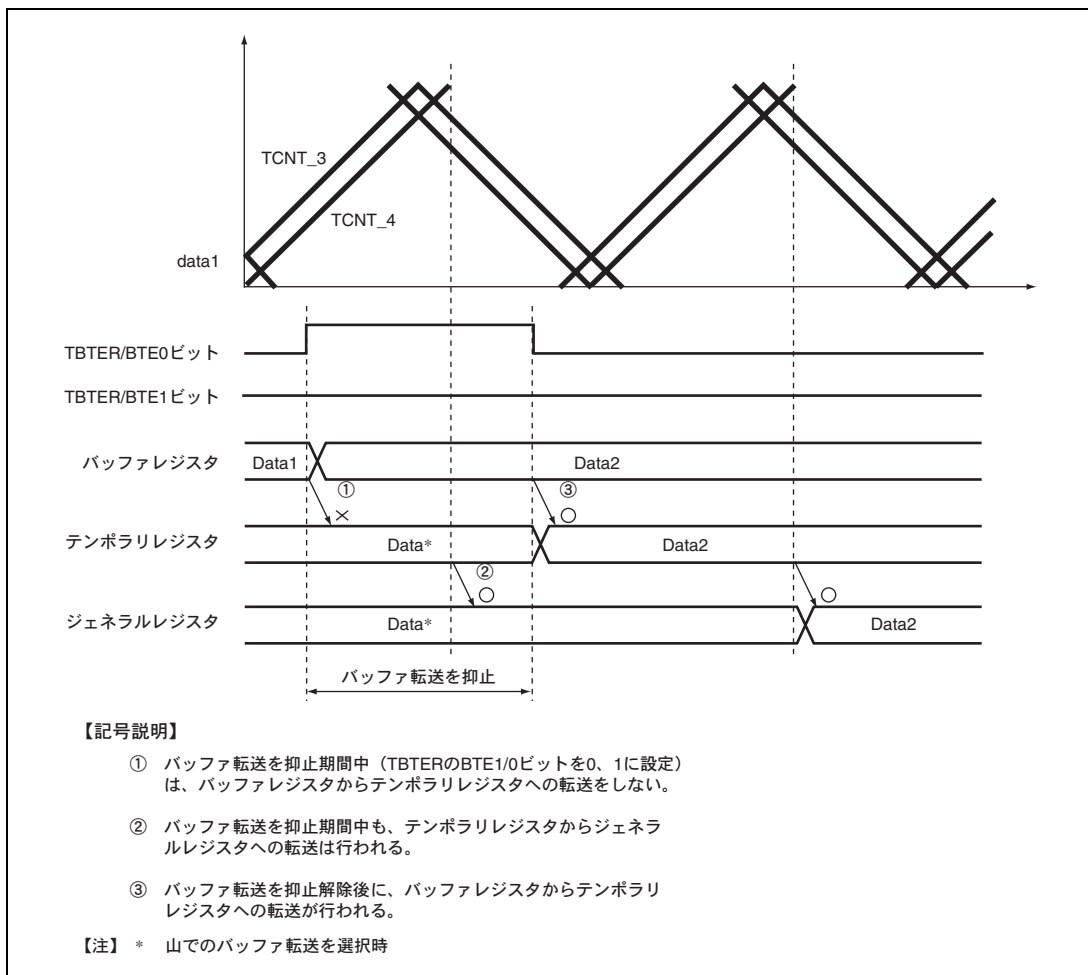 TCNT_3
TCNT_4
data1
TBTER/BTE0ビット
TBTER/BTE1ビット
バッファレジスタ
Data1
Data2
①
×
③
○
テンポラリレジスタ
Data*
Data2
②
○
○
ジェネラルレジスタ
Data*
Data2
バッファ転送を抑止
【記号説明】
① バッファ転送を抑止期間中（TBTERのBTE1/0ビットを0、1に設定）
は、バッファレジスタからテンポラリレジスタへの転送をしない。
② バッファ転送を抑止期間中も、テンポラリレジスタからジェネラ
ルレジスタへの転送は行われる。
③ バッファ転送を抑止解除後に、バッファレジスタからテンポラリ
レジスタへの転送が行われる。
【注】 * 山でのバッファ転送を選択時